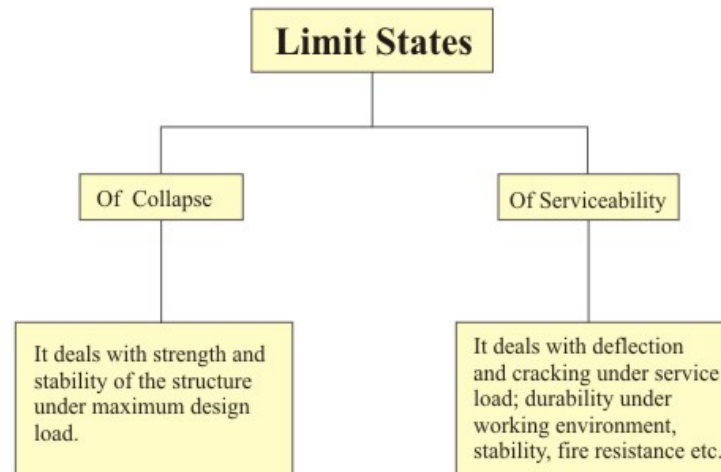 Limit States
Of Collapse
Of Serviceability
It deals with strength and
stability of the structure
under maximum design
load.
It deals with deflection
and cracking under service
load; durability under
working environment,
stability, fire resistance etc.